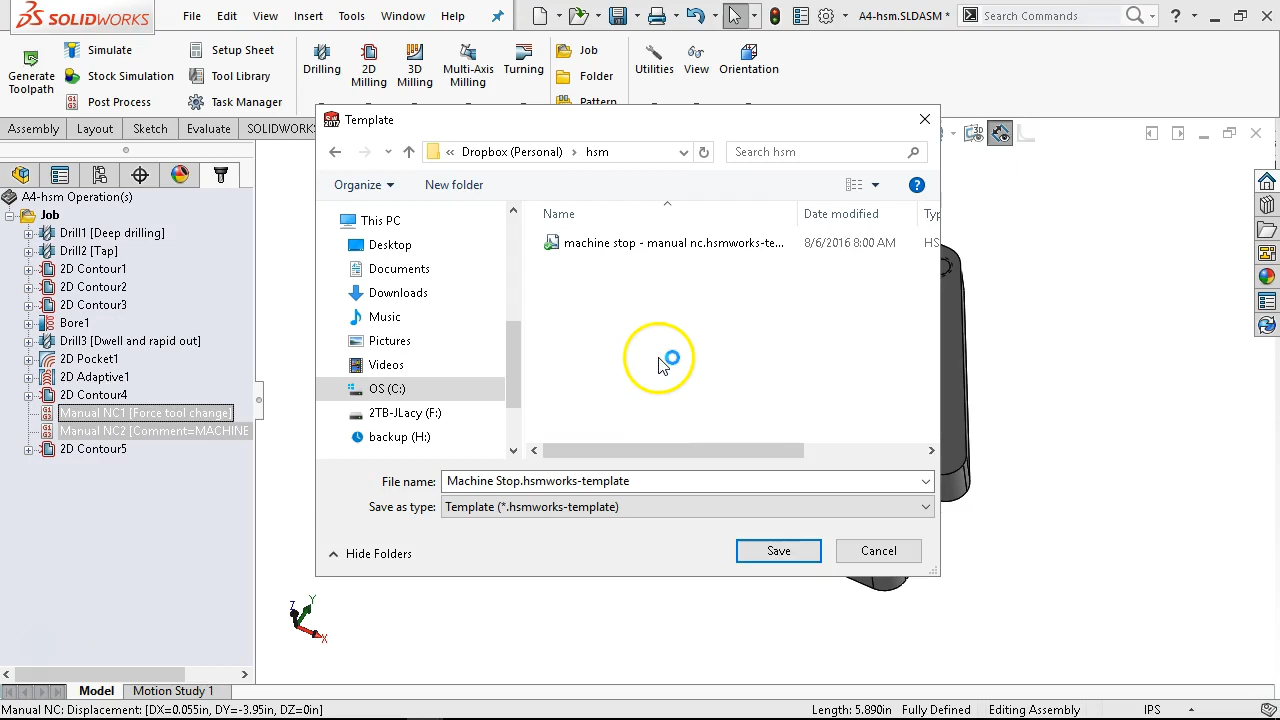 SOLIDWORKS
File Edit View Insert Tools Window Help
A4-hsm.SLDASM
Search Commands
Generate Toolpath
Simulate
Stock Simulation
Post Process
Setup Sheet
Tool Library
Task Manager
Drilling
2D Milling
3D Milling
Multi-Axis Milling
Turning
Job
Folder
Pattern
Utilities
View
Orientation
Assembly Layout Sketch Evaluate SOLIDWORKS
A4-hsm Operation(s)
Job
Drill1 [Deep drilling]
Drill2 [Tap]
2D Contour1
2D Contour2
2D Contour3
Bore1
Drill3 [Dwell and rapid out]
2D Pocket1
2D Adaptive1
2D Contour4
Manual NC1 [Force tool change]
Manual NC2 [Comment=MACHINE
2D Contour5
Template
« Dropbox (Personal) › hsm
Search hsm
Organize
New folder
This PC
Desktop
Documents
Downloads
Music
Pictures
Videos
OS (C:)
2TB-JLacy (F:)
backup (H:)
Name Date modified Typ
machine stop - manual nc.hsmworks-te... 8/6/2016 8:00 AM HS
File name: Machine Stop.hsmworks-template
Save as type: Template (*.hsmworks-template)
Hide Folders
Save
Cancel
Z Y X
Model Motion Study 1
Manual NC: Displacement: [DX=0.055in, DY=-3.95in, DZ=0in]
Length: 5.890in Fully Defined Editing Assembly IPS